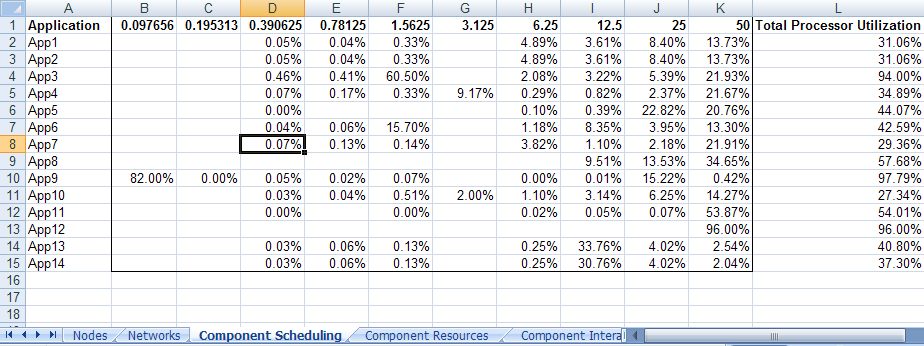 A B C D E F G H I J K L
1 Application 0.097656 0.195313 0.390625 0.78125 1.5625 3.125 6.25 12.5 25 50 Total Processor Utilization
2 App1 0.05% 0.04% 0.33% 4.89% 3.61% 8.40% 13.73% 31.06%
3 App2 0.05% 0.04% 0.33% 4.89% 3.61% 8.40% 13.73% 31.06%
4 App3 0.46% 0.41% 60.50% 2.08% 3.22% 5.39% 21.93% 94.00%
5 App4 0.07% 0.17% 0.33% 9.17% 0.29% 0.82% 2.37% 21.67% 34.89%
6 App5 0.00% 0.10% 0.39% 22.82% 20.76% 44.07%
7 App6 0.04% 0.06% 15.70% 1.18% 8.35% 3.95% 13.30% 42.59%
8 App7 0.07% 0.13% 0.14% 3.82% 1.10% 2.18% 21.91% 29.36%
9 App8 9.51% 13.53% 34.65% 57.68%
10 App9 82.00% 0.00% 0.05% 0.02% 0.07% 0.00% 0.01% 15.22% 0.42% 97.79%
11 App10 0.03% 0.04% 0.51% 2.00% 1.10% 3.14% 6.25% 14.27% 27.34%
12 App11 0.00% 0.00% 0.02% 0.05% 0.07% 53.87% 54.01%
13 App12 96.00% 96.00%
14 App13 0.03% 0.06% 0.13% 0.25% 33.76% 4.02% 2.54% 40.80%
15 App14 0.03% 0.06% 0.13% 0.25% 30.76% 4.02% 2.04% 37.30%
16
17
18
Nodes Networks Component Scheduling Component Resources Component Intera